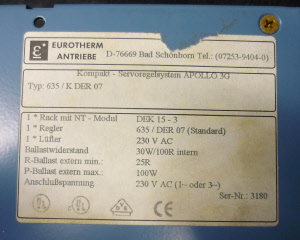 EUROTHERM
ANTRIEBE D-76669 Bad Schönborn Tel.: (07253-9404-0)
Kompakt - Servoregelsystem APOLLO 3G
Typ: 635 / K DER 07
1 * Rack mit NT - Modul DEK 15 - 3
1 * Regler 635 / DER 07 (Standard)
1 * Lüfter 230 V AC
Ballastwiderstand 30W/100R intern
R-Ballast extern min.: 25R
P-Ballast extern max.: 100W
Anschlußspannung 230 V AC (1~ oder 3~)
Ser-Nr.: 3180